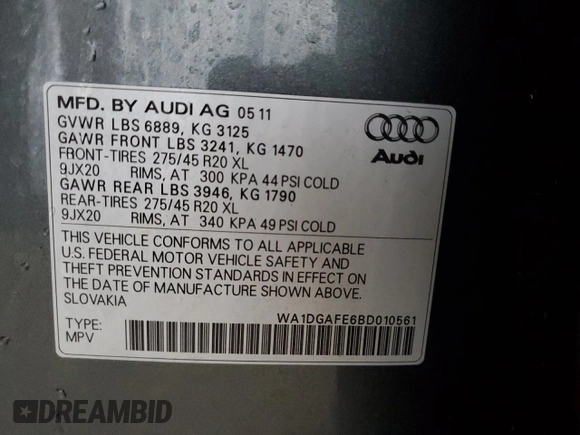 MFD. BY AUDI AG 05 11
GVWR LBS 6889, KG 3125
GAWR FRONT LBS 3241, KG 1470
FRONT-TIRES 275/45 R20 XL
9JX20 RIMS, AT 300 KPA 44 PSI COLD
GAWR REAR LBS 3946, KG 1790
REAR-TIRES 275/45 R20 XL
9JX20 RIMS, AT 340 KPA 49 PSI COLD
Audi
THIS VEHICLE CONFORMS TO ALL APPLICABLE
U.S. FEDERAL MOTOR VEHICLE SAFETY AND
THEFT PREVENTION STANDARDS IN EFFECT ON
THE DATE OF MANUFACTURE SHOWN ABOVE.
SLOVAKIA
WA1DGAFE6BD010561
TYPE:
MPV
DREAMBID